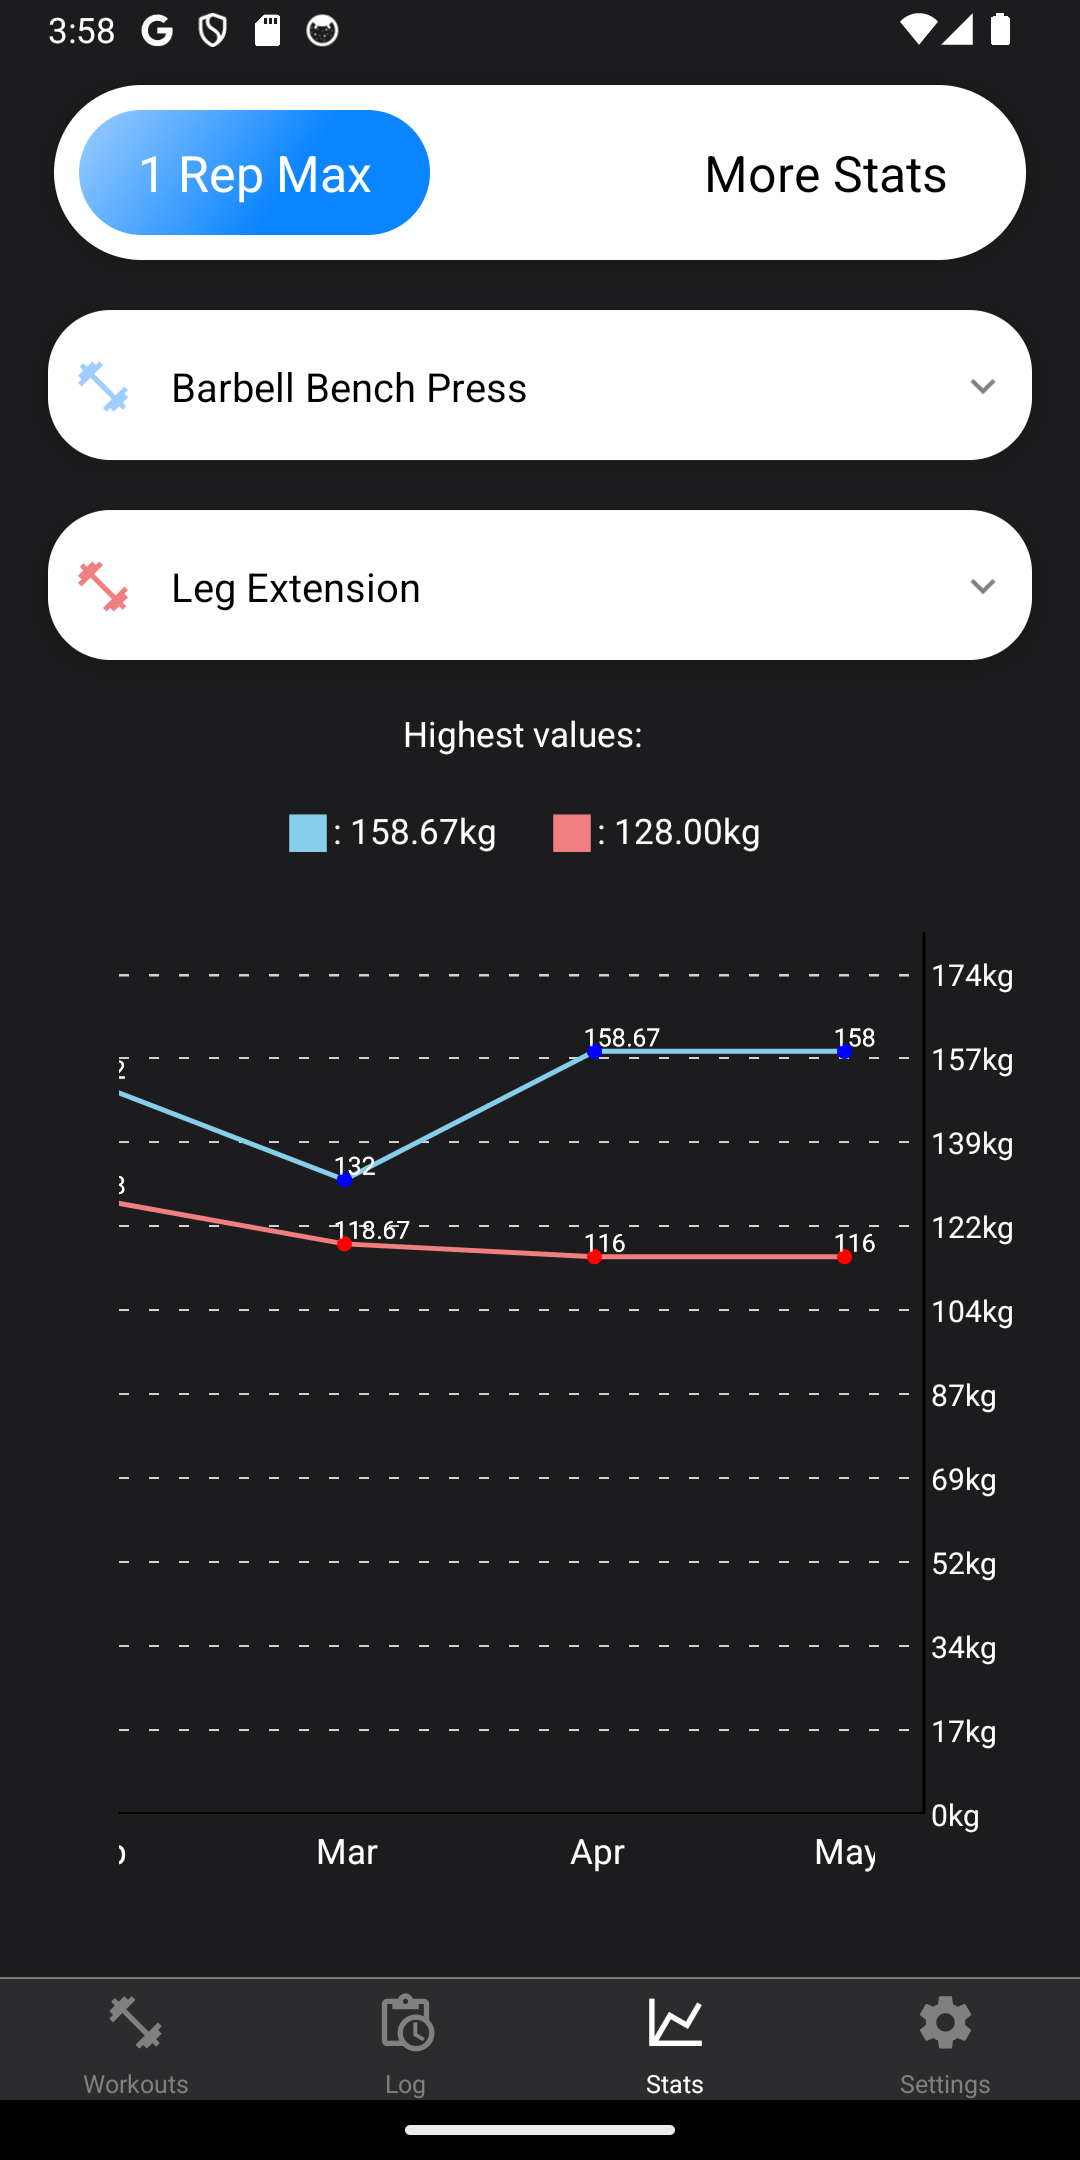 3:58
1 Rep Max More Stats
Barbell Bench Press
Leg Extension
Highest values:
: 158.67kg : 128.00kg
174kg
158.67 158
157kg
139kg
132
122kg
118.67 116 116
104kg
87kg
69kg
52kg
34kg
17kg
0kg
Mar Apr May
Workouts Log Stats Settings